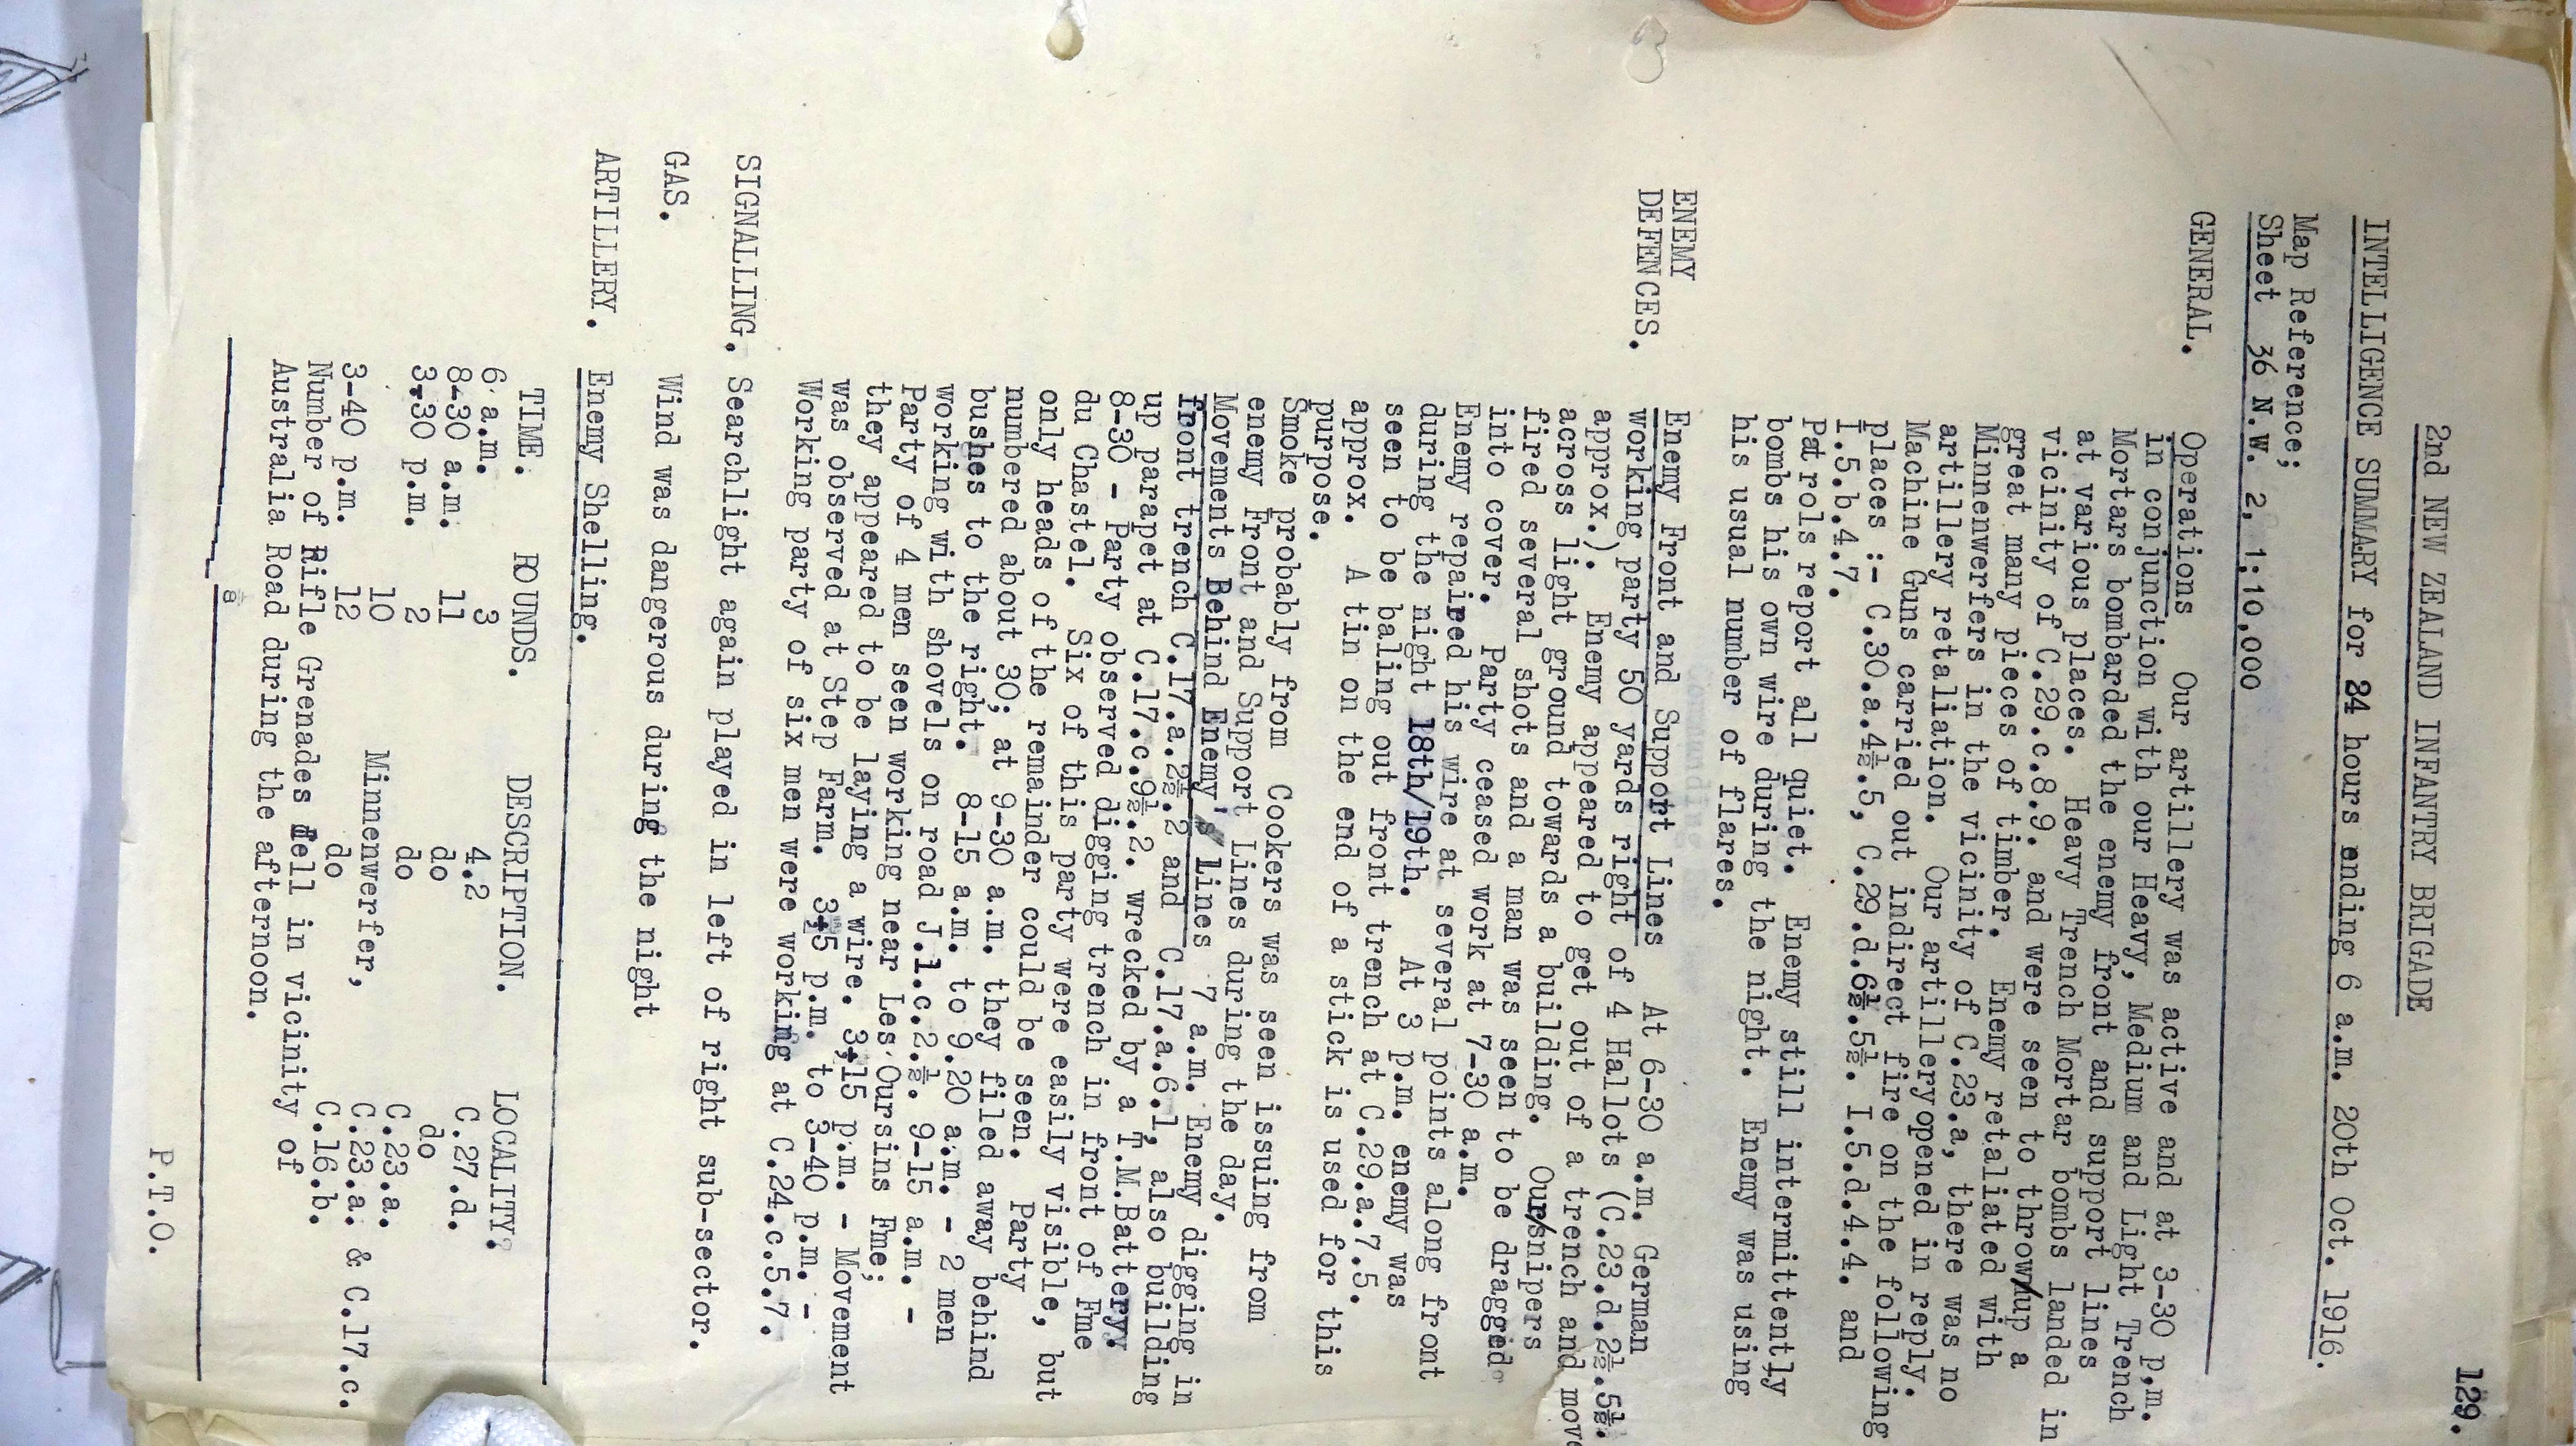 129.
2nd NEW ZEALAND INFANTRY BRIGADE
INTELLIGENCE SUMMARY for 24 hours ending 6 a.m. 20th Oct. 1916.
Map Reference;
Sheet 36 N.W. 2, 1:10,000
GENERAL. Operations Our artillery was active and at 3-30 p,m.
in conjunction with our Heavy, Medium and Light Trench
Mortars bombarded the enemy front and support lines
at various places. Heavy Trench Mortar bombs landed in
vicinity of C.29.c.8.9. and were seen to throw/up a
great many pieces of timber. Enemy retaliated with
Minnenwerfers in the vicinity of C.23.a, there was no
artillery retaliation. Our artillery opened in reply.
Machine Guns carried out indirect fire on the following
places :- C.30.a.4½.5, C.29.d.6½.5½. I.5.d.4.4. and
I.5.b.4.7.
Patrols report all quiet. Enemy still intermittently
bombs his own wire during the night. Enemy was using
his usual number of flares.
ENEMY
DEFENCES. Enemy Front and Support Lines At 6-30 a.m. German
working party 50 yards right of 4 Hallots (C.23.d.2½.5½.
approx.). Enemy appeared to get out of a trench and move
across light ground towards a building. Our/snipers
fired several shots and a man was seen to be dragged
into cover. Party ceased work at 7-30 a.m.
Enemy repaired his wire at several points along front
during the night 18th/19th. At 3 p.m. enemy was
seen to be baling out front trench at C.29.a.7.5.
approx. A tin on the end of a stick is used for this
purpose.
Smoke probably from Cookers was seen issuing from
enemy Front and Support Lines during the day.
Movements Behind Enemy's Lines 7 a.m. Enemy digging in
front trench C.17.a.2½.2 and C.17.a.6.1, also building
up parapet at C.17.c.9½.2. wrecked by a T.M.Battery.
8-30 - Party observed digging trench in front of Fme
du Chastel. Six of this party were easily visible, but
only heads of the remainder could be seen. Party
numbered about 30; at 9-30 a.m. they filed away behind
bushes to the right. 8-15 a.m. to 9.20 a.m. - 2 men
working with shovels on road J.1.c.2.½. 9-15 a.m. -
Party of 4 men seen working near Les Oursins Fme;
they appeared to be laying a wire. 3-15 p.m. - Movement
was observed at Step Farm. 3-15 p.m. to 3-40 p.m. -
Working party of six men were working at C.24.c.5.7.
SIGNALLING. Searchlight again played in left of right sub-sector.
GAS. Wind was dangerous during the night
ARTILLERY. Enemy Shelling.
TIME. ROUNDS. DESCRIPTION. LOCALITY.
6 a.m. 3 4.2 C.27.d.
8-30 a.m. 11 do do
3-30 p.m. 2 do C.23.a.
10 Minnenwerfer, C.23.a. & C.17.c.
3-40 p.m. 12 do C.16.b.
Number of Rifle Grenades fell in vicinity of
Australia Road during the afternoon.
P.T.O.